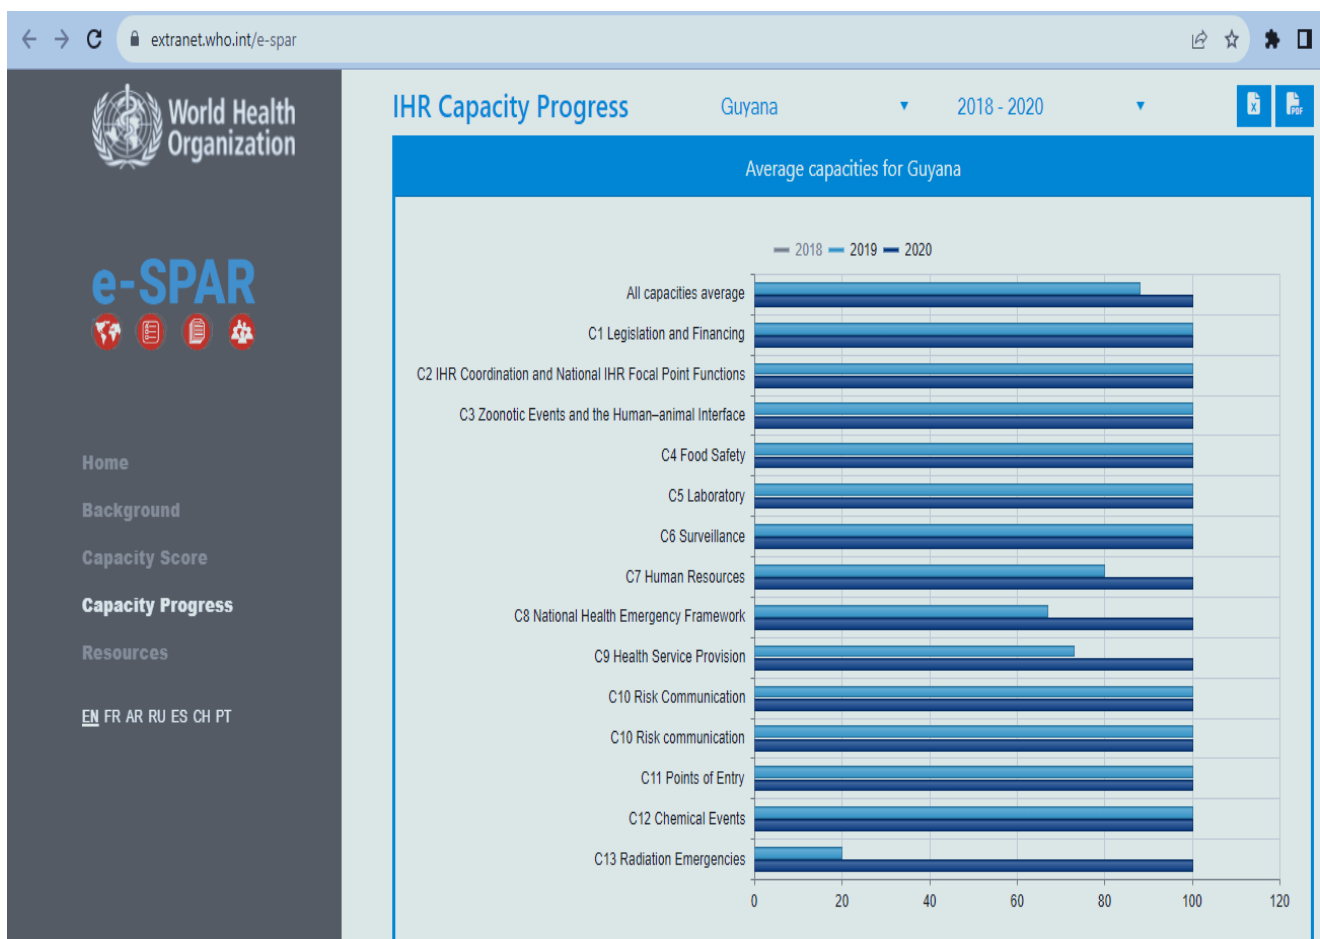 extranet.who.int/e-spar
World Health
Organization
e-SPAR
Home
Background
Capacity Score
Capacity Progress
Resources
EN FR AR RU ES CH PT
IHR Capacity Progress Guyana 2018 - 2020
X PDF
Average capacities for Guyana
2018 2019 2020
All capacities average
C1 Legislation and Financing
C2 IHR Coordination and National IHR Focal Point Functions
C3 Zoonotic Events and the Human–animal Interface
C4 Food Safety
C5 Laboratory
C6 Surveillance
C7 Human Resources
C8 National Health Emergency Framework
C9 Health Service Provision
C10 Risk Communication
C10 Risk communication
C11 Points of Entry
C12 Chemical Events
C13 Radiation Emergencies
0 20 40 60 80 100 120